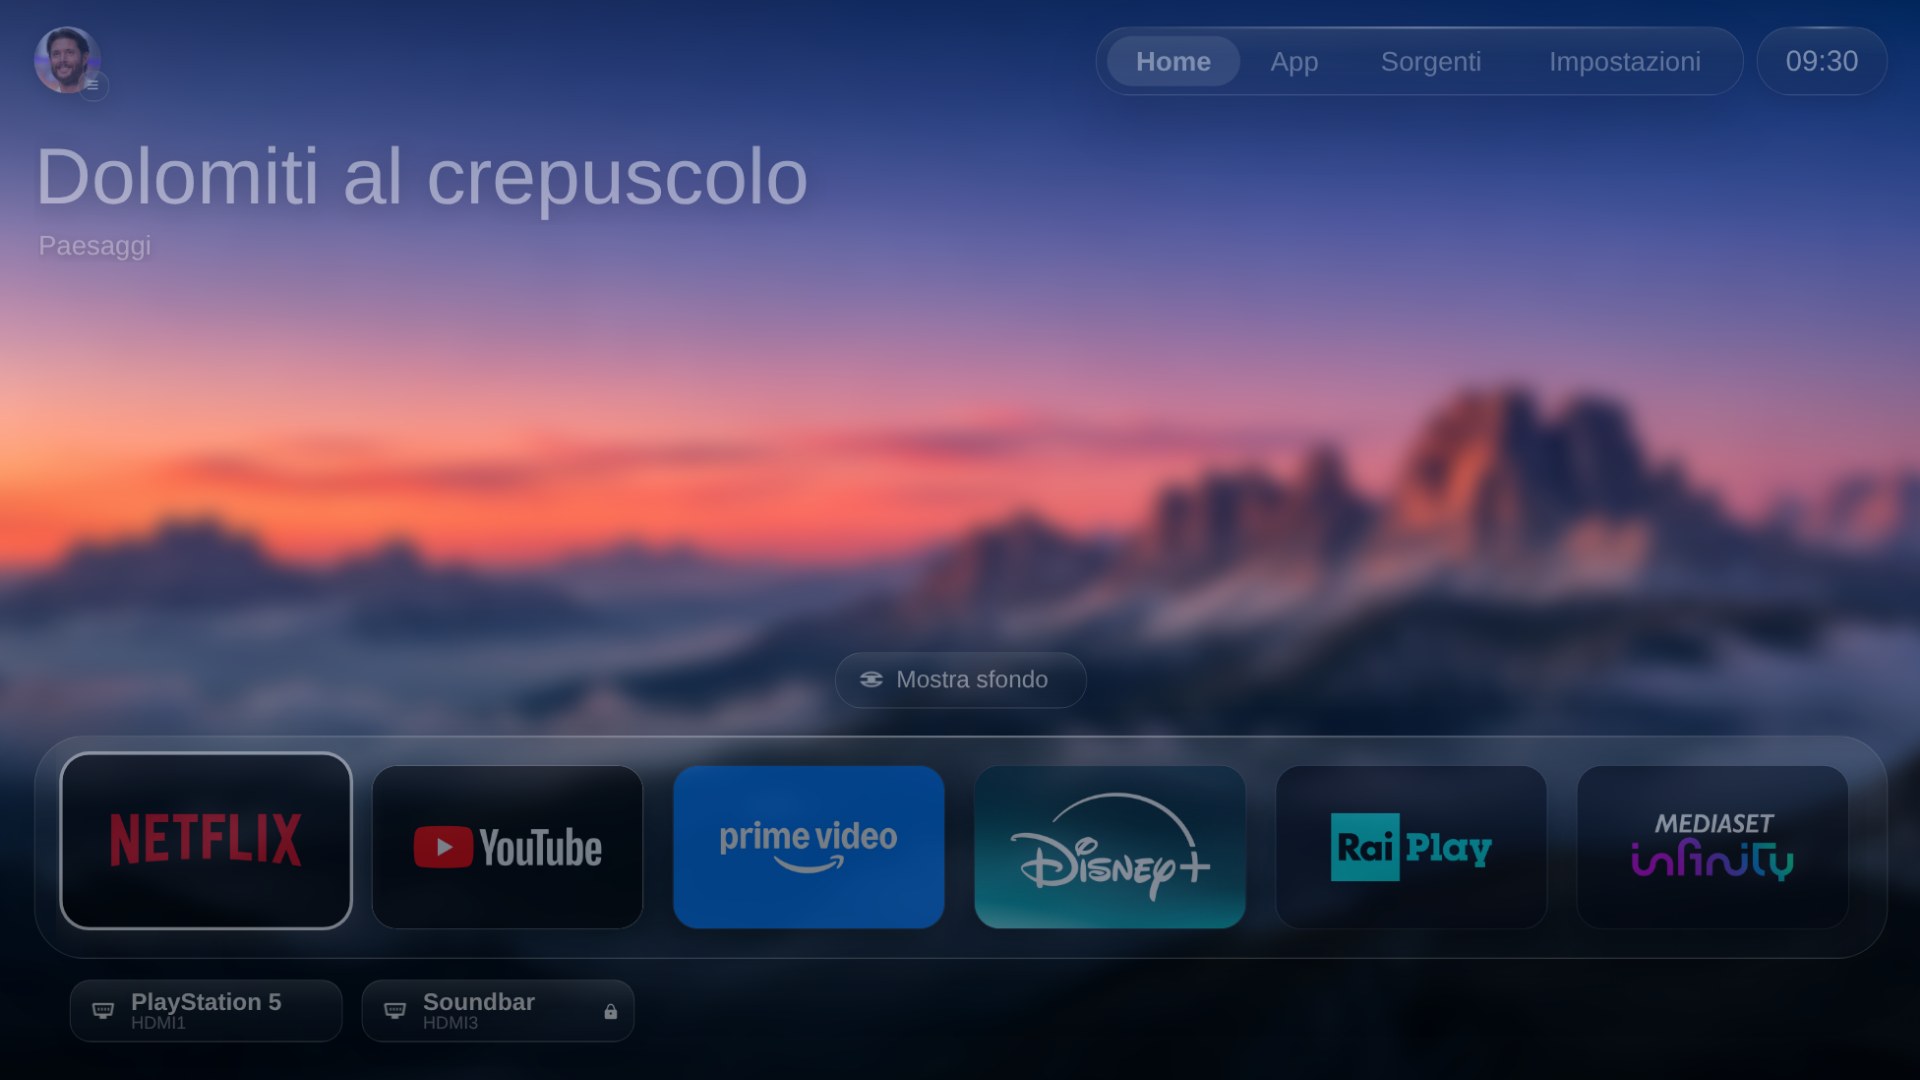 Home
App
Sorgenti
Impostazioni
09:30
Dolomiti al crepuscolo
Paesaggi
Mostra sfondo
NETFLIX
YouTube
prime video
Disney+
Rai Play
MEDIASET
infinity
PlayStation 5
HDMI1
Soundbar
HDMI3